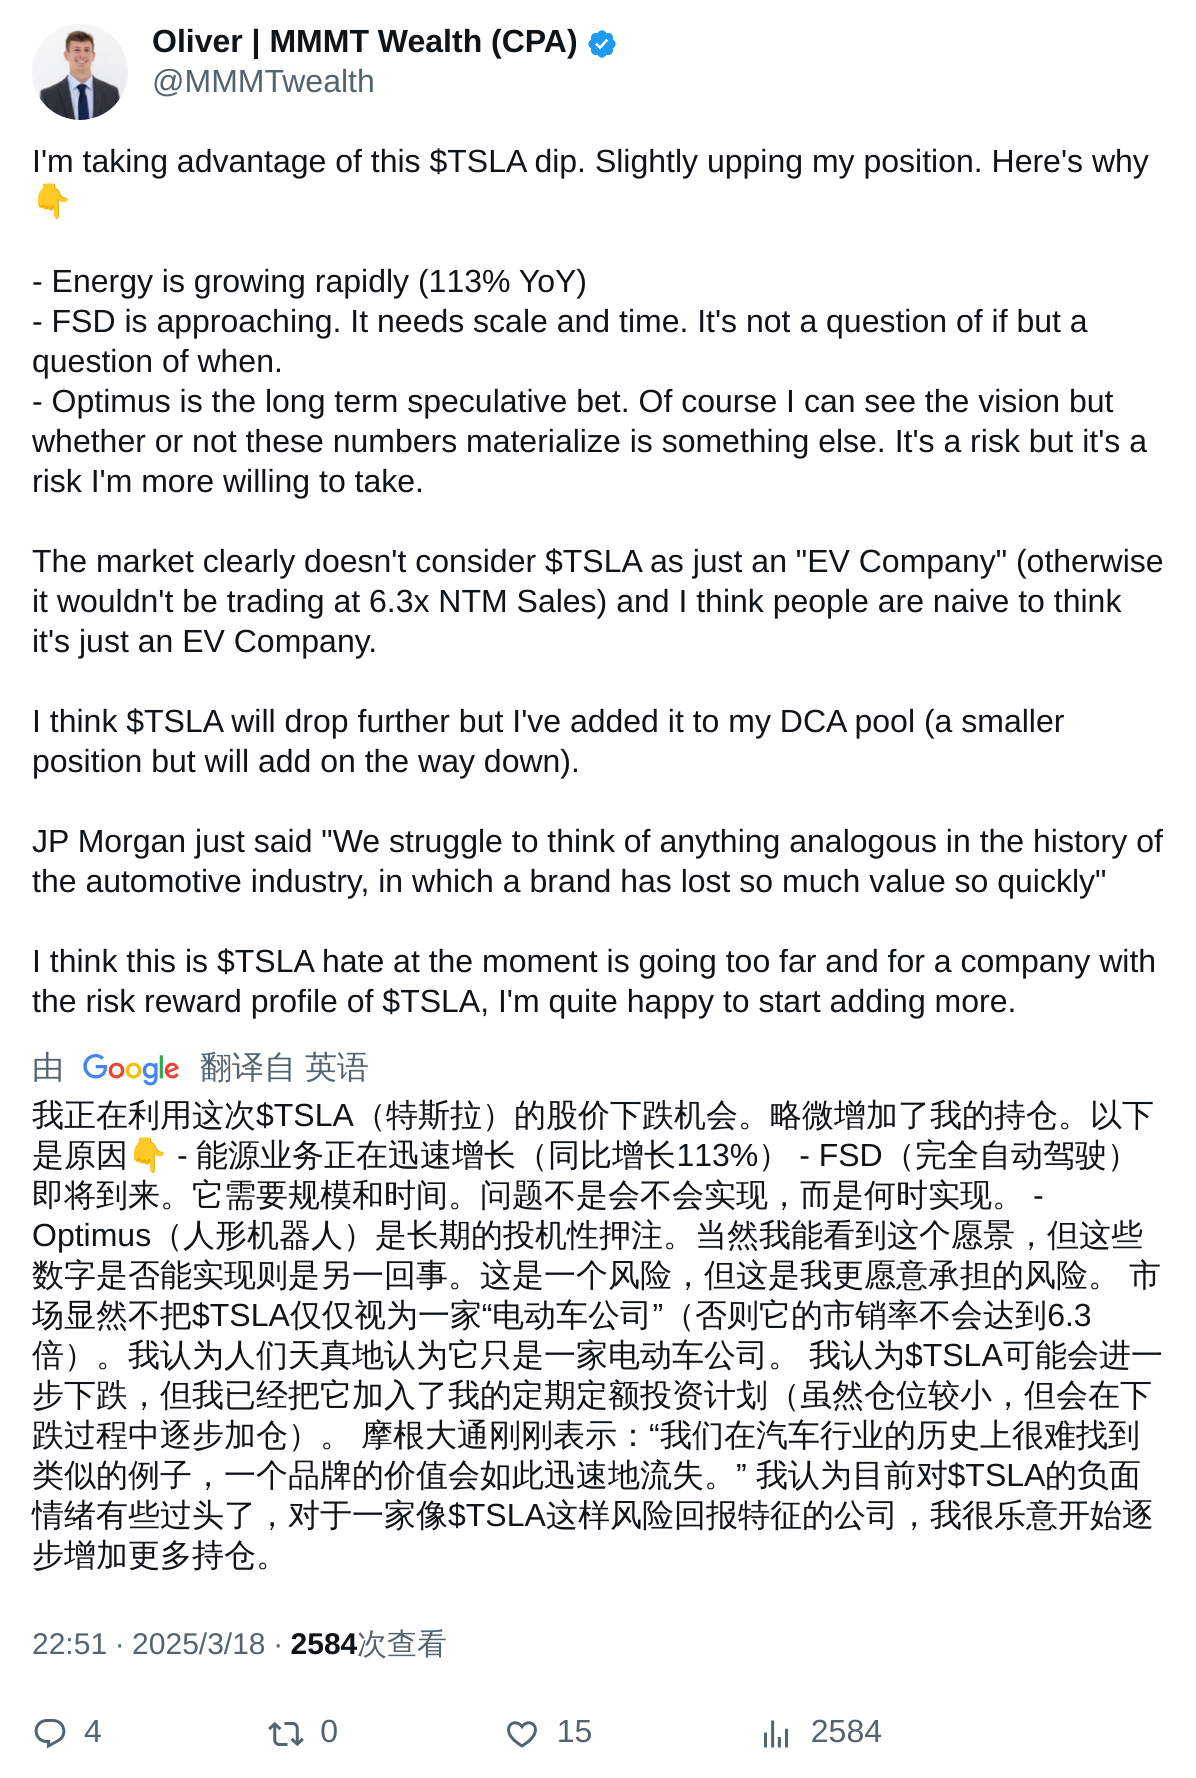 Oliver | MMMT Wealth (CPA)
@MMMTwealth
I'm taking advantage of this $TSLA dip. Slightly upping my position. Here's why
👇
- Energy is growing rapidly (113% YoY)
- FSD is approaching. It needs scale and time. It's not a question of if but a
question of when.
- Optimus is the long term speculative bet. Of course I can see the vision but
whether or not these numbers materialize is something else. It's a risk but it's a
risk I'm more willing to take.
The market clearly doesn't consider $TSLA as just an "EV Company" (otherwise
it wouldn't be trading at 6.3x NTM Sales) and I think people are naive to think
it's just an EV Company.
I think $TSLA will drop further but I've added it to my DCA pool (a smaller
position but will add on the way down).
JP Morgan just said "We struggle to think of anything analogous in the history of
the automotive industry, in which a brand has lost so much value so quickly"
I think this is $TSLA hate at the moment is going too far and for a company with
the risk reward profile of $TSLA, I'm quite happy to start adding more.
由 Google 翻译自 英语
我正在利用这次$TSLA（特斯拉）的股价下跌机会。略微增加了我的持仓。以下
是原因👇 - 能源业务正在迅速增长（同比增长113%） - FSD（完全自动驾驶）
即将到来。它需要规模和时间。问题不是会不会实现，而是何时实现。 -
Optimus（人形机器人）是长期的投机性押注。当然我能看到这个愿景，但这些
数字是否能实现则是另一回事。这是一个风险，但这是我更愿意承担的风险。 市
场显然不把$TSLA仅仅视为一家“电动车公司”（否则它的市销率不会达到6.3
倍）。我认为人们天真地认为它只是一家电动车公司。 我认为$TSLA可能会进一
步下跌，但我已经把它加入了我的定期定额投资计划（虽然仓位较小，但会在下
跌过程中逐步加仓）。 摩根大通刚刚表示：“我们在汽车行业的历史上很难找到
类似的例子，一个品牌的价值会如此迅速地流失。” 我认为目前对$TSLA的负面
情绪有些过头了，对于一家像$TSLA这样风险回报特征的公司，我很乐意开始逐
步增加更多持仓。
22:51 · 2025/3/18 · 2584次查看
4 0 15 2584